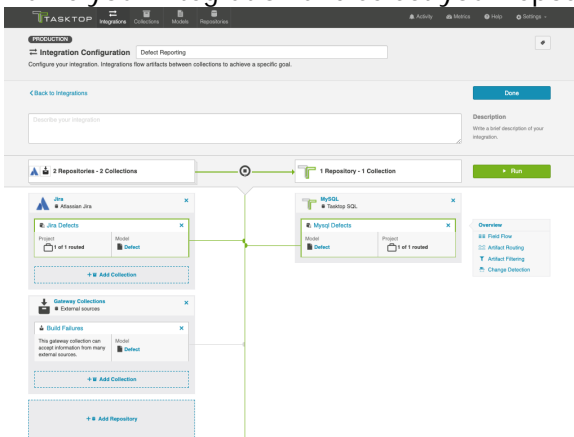 TASKTOP
Integrations
Collections
Models
Repositories
Activity
Metrics
Help
Settings
PRODUCTION
Integration Configuration
Defect Reporting
Configure your integration. Integrations flow artifacts between collections to achieve a specific goal.
Back to Integrations
Done
Describe your integration
Description
Write a brief description of your
integration.
2 Repositories - 2 Collections
1 Repository - 1 Collection
Run
Jira
Atlassian Jira
Jira Defects
Project
1 of 1 routed
Model
Defect
+ Add Collection
MySQL
Tasktop SQL
Mysql Defects
Model
Defect
Project
1 of 1 routed
Overview
Field Flow
Artifact Routing
Artifact Filtering
Change Detection
Gateway Collections
External sources
Build Failures
This gateway collection can
accept information from many
external sources.
Model
Defect
+ Add Collection
+ Add Repository